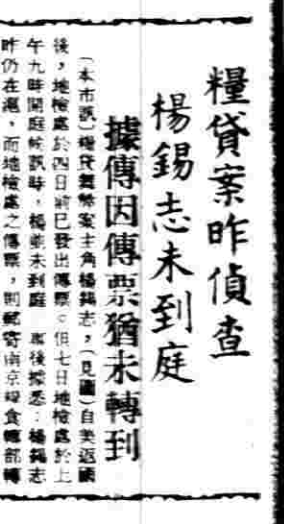 糧貸案昨偵查
楊錫志未到庭
據傳因傳票猶未轉到
(本市訊)糧貸舞弊案主角楊錫志,(見圖)自美返國
後,地檢處於四日前已發出傳票。但七日地檢處於上
午九時開庭偵訊時,楊並未到庭 事後據悉:楊錫志
昨仍在滬,而地檢處之傳票,則郵寄南京糧食部轉